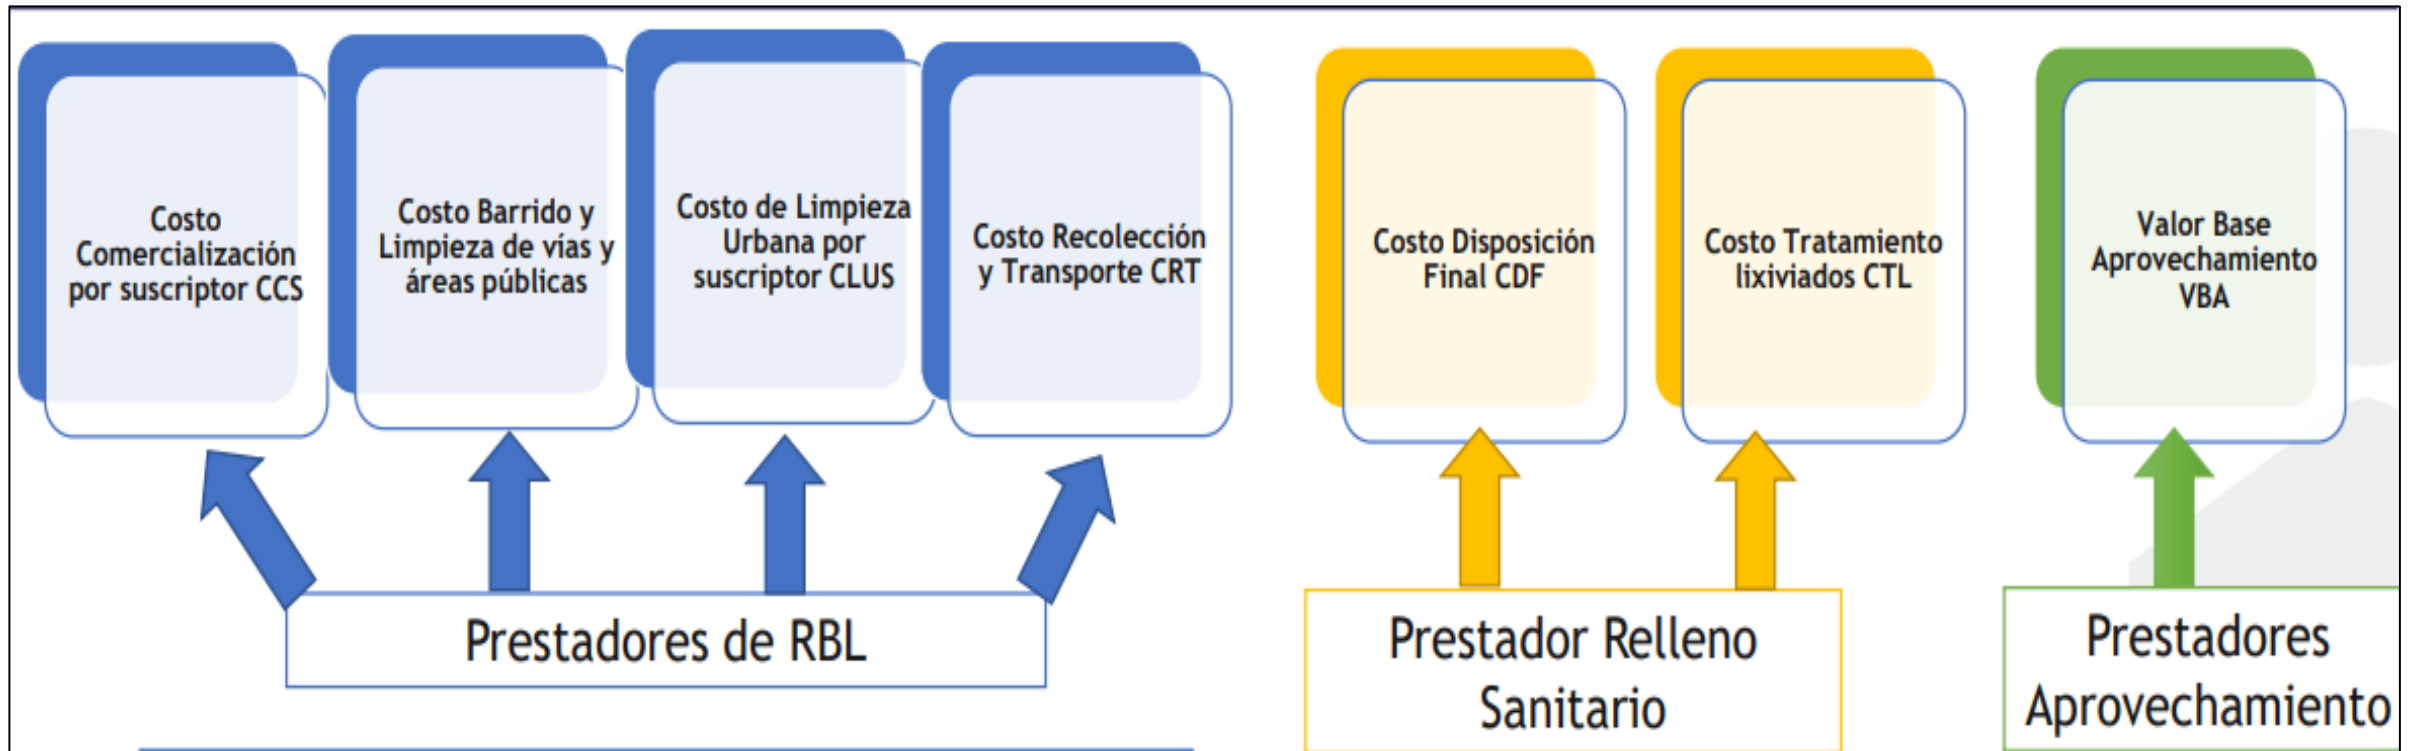 Costo
Comercialización
por suscriptor CCS
Costo Barrido y
Limpieza de vías y
áreas públicas
Costo de Limpieza
Urbana por
suscriptor CLUS
Costo Recolección
y Transporte CRT
Costo Disposición
Final CDF
Costo Tratamiento
lixiviados CTL
Valor Base
Aprovechamiento
VBA
Prestadores de RBL
Prestador Relleno
Sanitario
Prestadores
Aprovechamiento